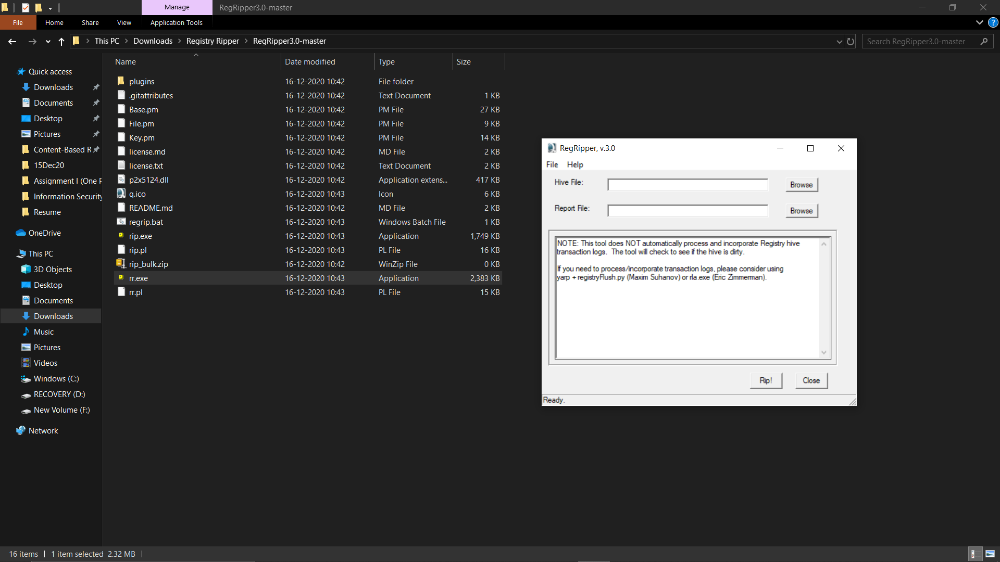 Manage
RegRipper3.0-master
File
Home
Share
View
Application Tools
?
This PC > Downloads > Registry Ripper > RegRipper3.0-master
Search RegRipper3.0-master
Name Date modified Type Size
Quick access
Downloads
Documents
Desktop
Pictures
Content-Based R
15Dec20
Assignment I (One F
Information Security
Resume
OneDrive
This PC
3D Objects
Desktop
Documents
Downloads
Music
Pictures
Videos
Windows (C:)
RECOVERY (D:)
New Volume (F:)
Network
plugins 16-12-2020 10:42 File folder
.gitattributes 16-12-2020 10:42 Text Document 1 KB
Base.pm 16-12-2020 10:42 PM File 27 KB
File.pm 16-12-2020 10:42 PM File 9 KB
Key.pm 16-12-2020 10:42 PM File 14 KB
license.md 16-12-2020 10:42 MD File 2 KB
license.txt 16-12-2020 10:42 Text Document 2 KB
p2x5124.dll 16-12-2020 10:42 Application extens... 417 KB
q.ico 16-12-2020 10:43 Icon 6 KB
README.md 16-12-2020 10:42 MD File 2 KB
regrip.bat 16-12-2020 10:43 Windows Batch File 1 KB
rip.exe 16-12-2020 10:43 Application 1,749 KB
rip.pl 16-12-2020 10:43 PL File 16 KB
rip_bulk.zip 16-12-2020 10:42 WinZip File 0 KB
rr.exe 16-12-2020 10:43 Application 2,383 KB
rr.pl 16-12-2020 10:43 PL File 15 KB
RegRipper, v.3.0
File Help
Hive File: Browse
Report File: Browse
NOTE: This tool does NOT automatically process and incorporate Registry hive
transaction logs. The tool will check to see if the hive is dirty.
If you need to process/incorporate transaction logs, please consider using
yarp + registryFlush.py (Maxim Suhanov) or rla.exe (Eric Zimmerman).
Rip! Close
Ready.
16 items | 1 item selected 2.32 MB |